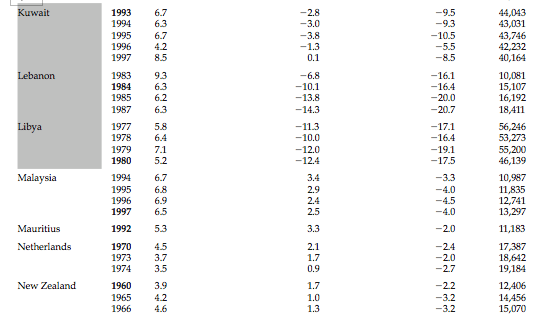 Kuwait 1993 6.7 −2.8 −9.5 44,043
1994 6.3 −3.0 −9.3 43,031
1995 6.7 −3.8 −10.5 43,746
1996 4.2 −1.3 −5.5 42,232
1997 8.5 0.1 −8.5 40,164
Lebanon 1983 9.3 −6.8 −16.1 10,081
1984 6.3 −10.1 −16.4 15,107
1985 6.2 −13.8 −20.0 16,192
1987 6.3 −14.3 −20.7 18,411
Libya 1977 5.8 −11.3 −17.1 56,246
1978 6.4 −10.0 −16.4 53,273
1979 7.1 −12.0 −19.1 55,200
1980 5.2 −12.4 −17.5 46,139
Malaysia 1994 6.7 3.4 −3.3 10,987
1995 6.8 2.9 −4.0 11,835
1996 6.9 2.4 −4.5 12,741
1997 6.5 2.5 −4.0 13,297
Mauritius 1992 5.3 3.3 −2.0 11,183
Netherlands 1970 4.5 2.1 −2.4 17,387
1973 3.7 1.7 −2.0 18,642
1974 3.5 0.9 −2.7 19,184
New Zealand 1960 3.9 1.7 −2.2 12,406
1965 4.2 1.0 −3.2 14,456
1966 4.6 1.3 −3.2 15,070